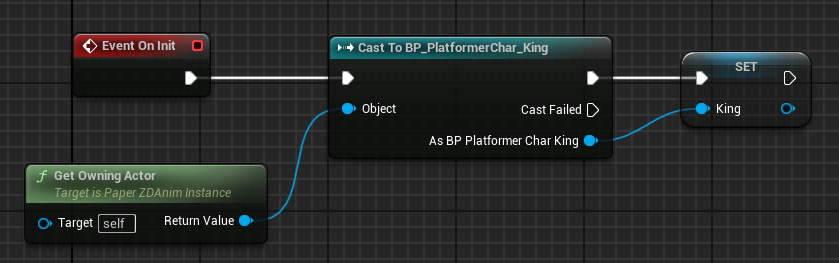 Event On Init
Cast To BP_PlatformerChar_King
Object
Cast Failed
As BP Platformer Char King
SET
King
f Get Owning Actor
Target is Paper ZDAnim Instance
Target self Return Value